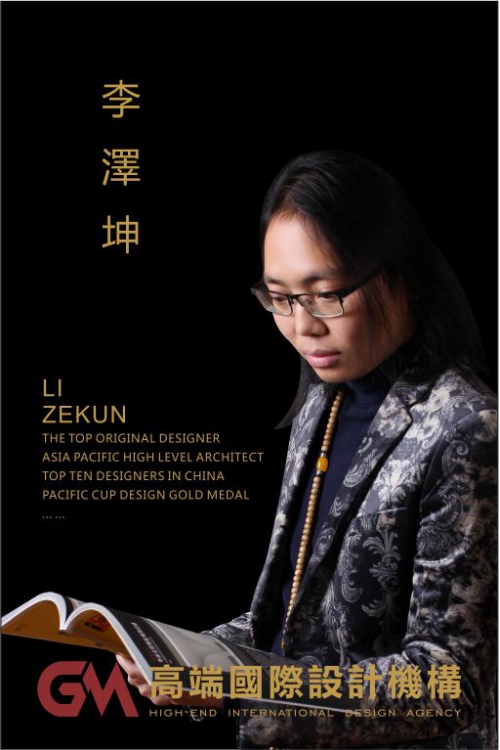 李澤坤
LI
ZEKUN
THE TOP ORIGINAL DESIGNER
ASIA PACIFIC HIGH LEVEL ARCHITECT
TOP TEN DESIGNERS IN CHINA
PACIFIC CUP DESIGN GOLD MEDAL
... ...
GM
高端國際設計機構
HIGH-END INTERNATIONAL DESIGN AGENCY